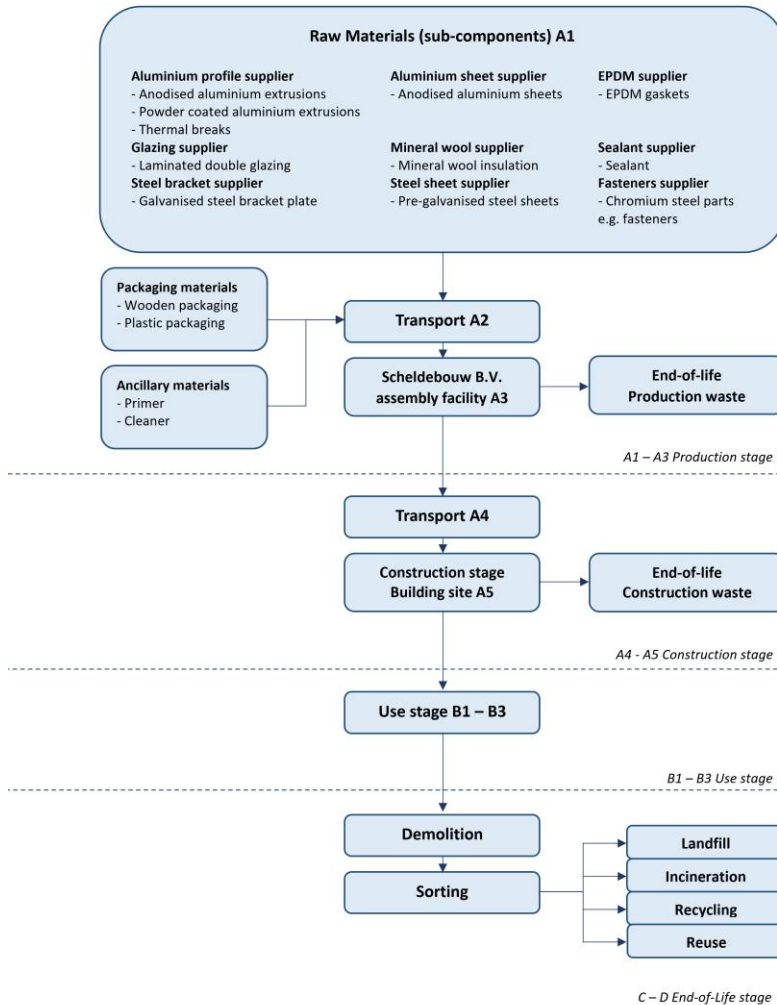 Raw Materials (sub-components) A1
Aluminium profile supplier
- Anodised aluminium extrusions
- Powder coated aluminium extrusions
- Thermal breaks
Aluminium sheet supplier
- Anodised aluminium sheets
EPDM supplier
- EPDM gaskets
Glazing supplier
- Laminated double glazing
Mineral wool supplier
- Mineral wool insulation
Sealant supplier
- Sealant
Steel bracket supplier
- Galvanised steel bracket plate
Steel sheet supplier
- Pre-galvanised steel sheets
Fasteners supplier
- Chromium steel parts
e.g. fasteners
Packaging materials
- Wooden packaging
- Plastic packaging
Transport A2
Ancillary materials
- Primer
- Cleaner
Scheldebouw B.V.
assembly facility A3
End-of-life
Production waste
A1 – A3 Production stage
Transport A4
Construction stage
Building site A5
End-of-life
Construction waste
A4 - A5 Construction stage
Use stage B1 – B3
B1 – B3 Use stage
Demolition
Sorting
Landfill
Incineration
Recycling
Reuse
C – D End-of-Life stage